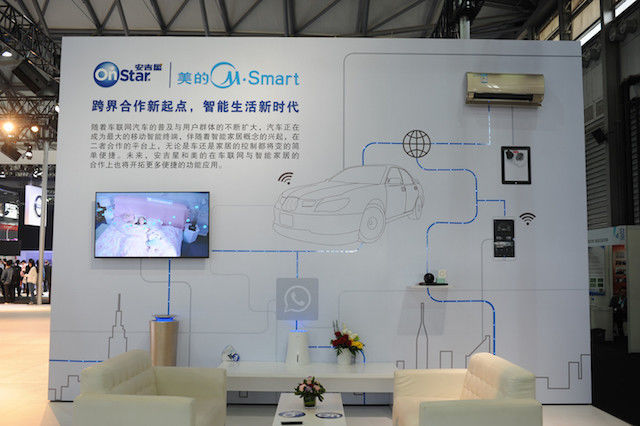 OnStar 安吉星 | 美的 M·Smart
跨界合作新起点，智能生活新时代
随着车联网汽车的普及与用户群体的不断扩大，汽车正在
成为最大的移动智能终端，伴随着智能家居概念的兴起，在
二者合作的平台上，无论是车还是家居的控制都将变的简
单便捷。未来，安吉星和美的在车联网与智能家居的
合作上也将开拓更多便捷的功能应用。